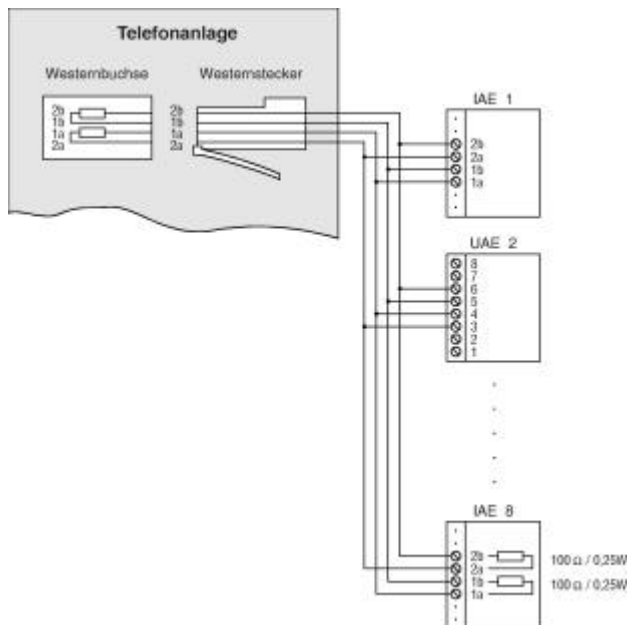 Telefonanlage
Westernbuchse
Westernstecker
2b
1b
1a
2a
2b
1b
1a
2a
IAE 1
2b
2a
1b
1a
UAE 2
8
7
6
5
4
3
2
1
IAE 8
2b
2a
1b
1a
100 Ω / 0,25W
100 Ω / 0,25W